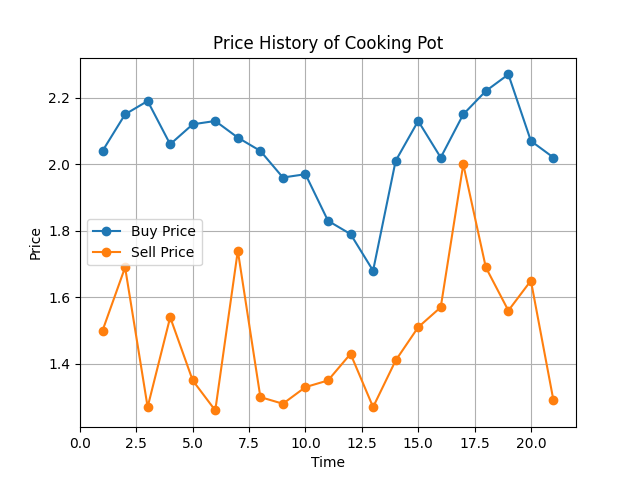 Price History of Cooking Pot
2.2
2.0
1.8
1.6
1.4
Price
Buy Price
Sell Price
0.0 2.5 5.0 7.5 10.0 12.5 15.0 17.5 20.0
Time